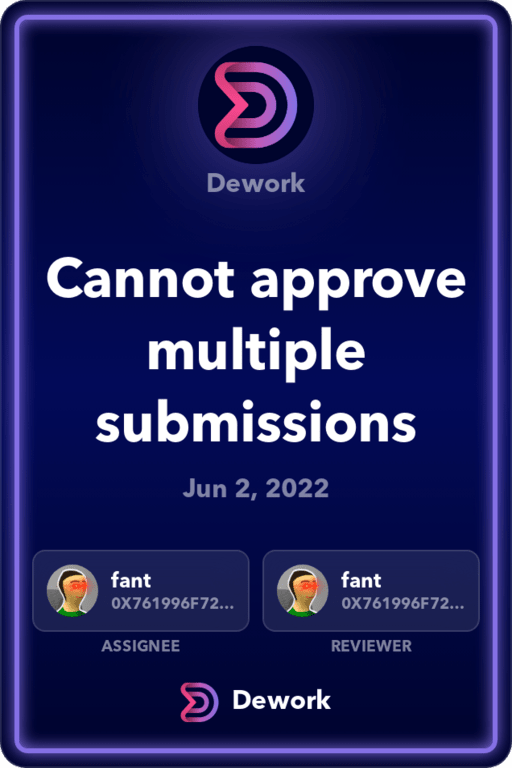 Dework
Cannot approve
multiple
submissions
Jun 2, 2022
fant
0X761996F72...
ASSIGNEE
fant
0X761996F72...
REVIEWER
Dework